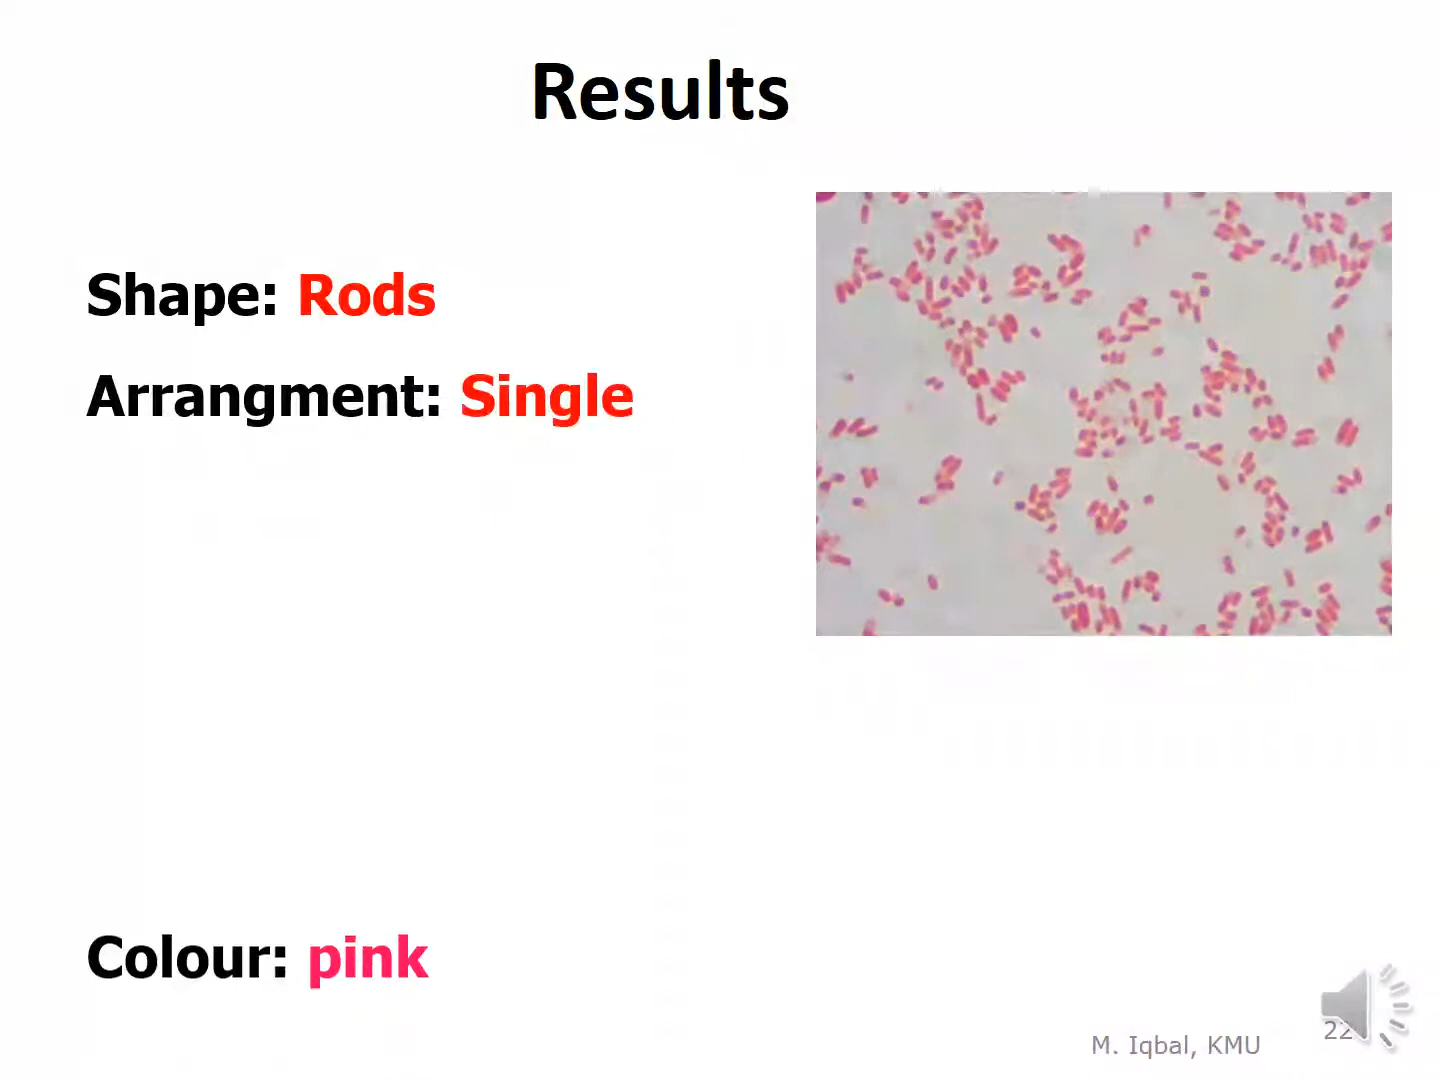 Results
Shape: Rods
Arrangment: Single
Colour: pink
M. Iqbal, KMU
22